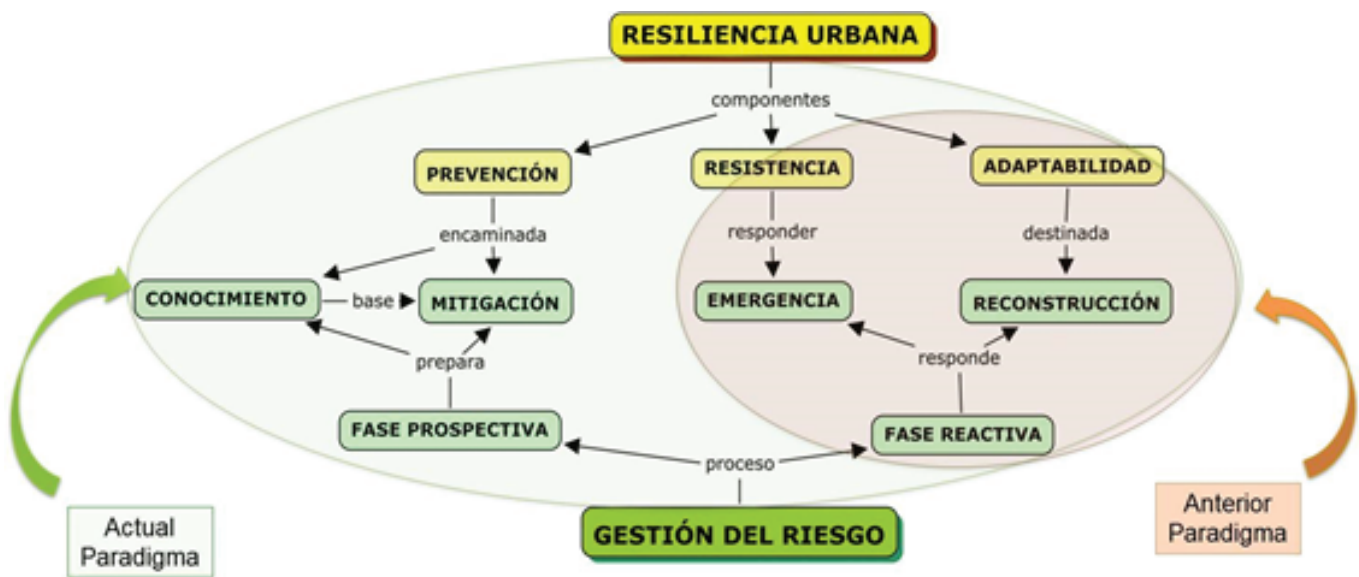 RESILIENCIA URBANA
componentes
PREVENCIÓN
RESISTENCIA
ADAPTABILIDAD
encaminada
responder
destinada
CONOCIMIENTO
base
MITIGACIÓN
EMERGENCIA
RECONSTRUCCIÓN
prepara
responde
FASE PROSPECTIVA
FASE REACTIVA
proceso
GESTIÓN DEL RIESGO
Actual
Paradigma
Anterior
Paradigma